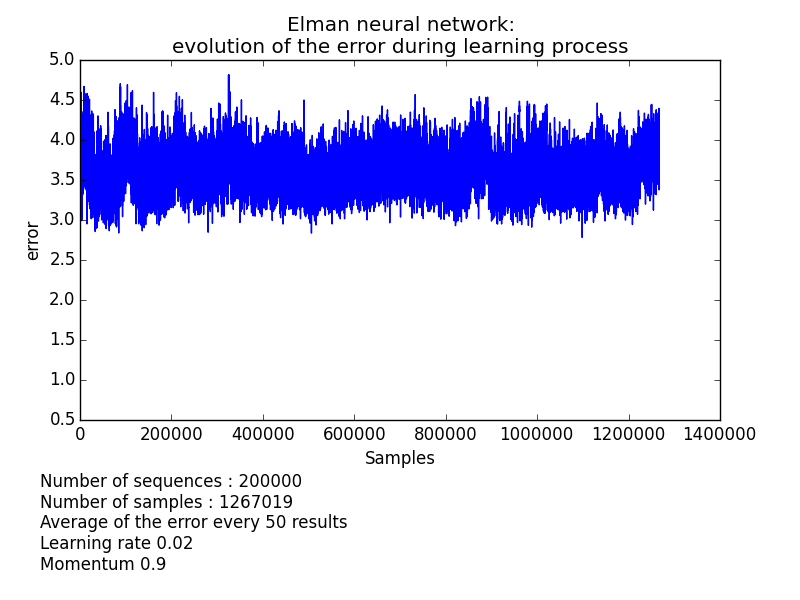 Elman neural network:
evolution of the error during learning process
5.0
4.5
4.0
3.5
3.0
2.5
2.0
1.5
1.0
0.5
error
0 200000 400000 600000 800000 1000000 1200000 1400000
Samples
Number of sequences : 200000
Number of samples : 1267019
Average of the error every 50 results
Learning rate 0.02
Momentum 0.9